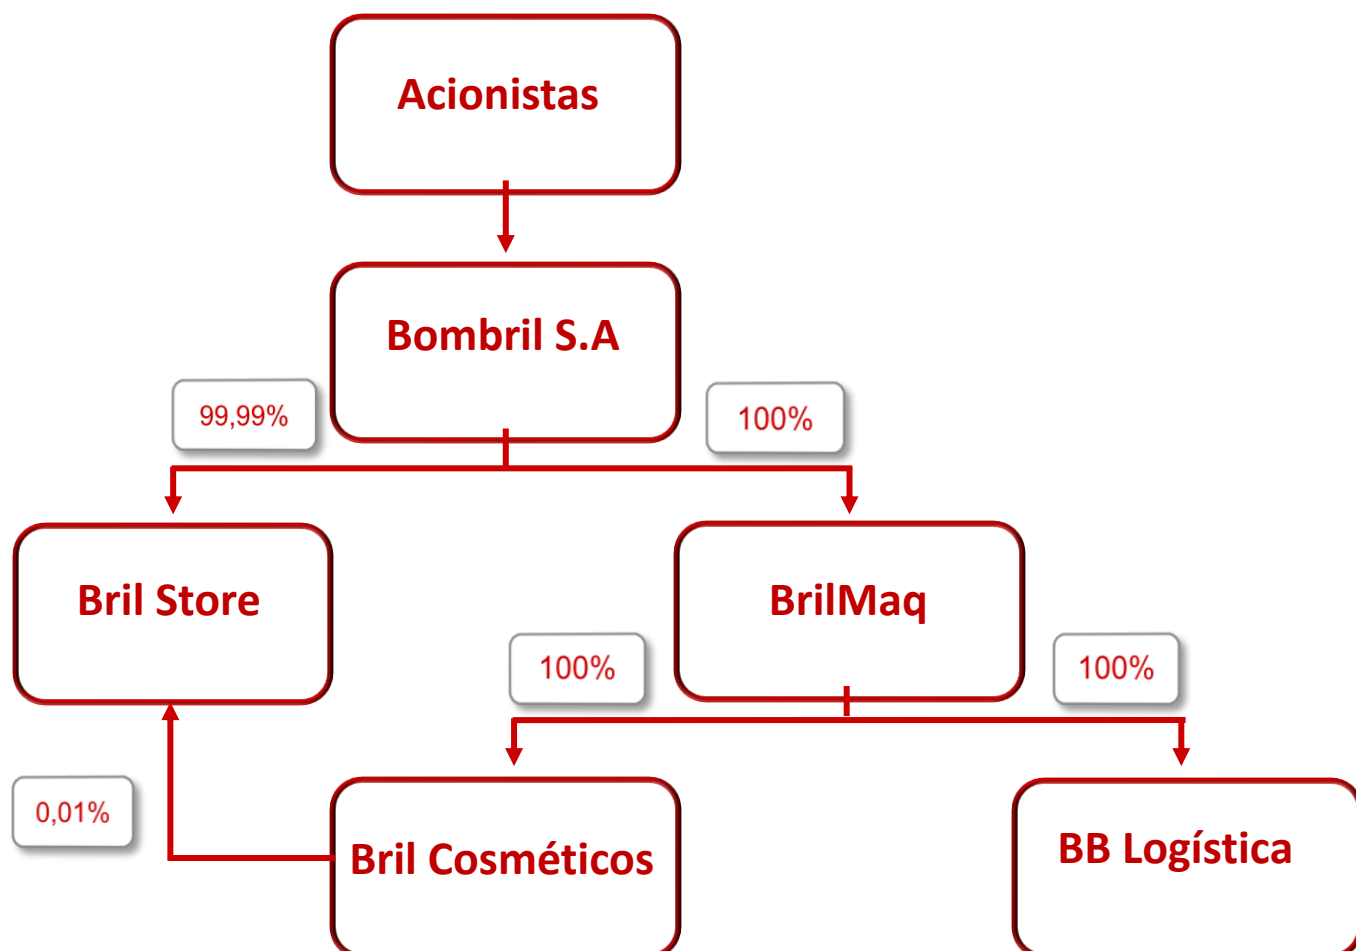 Acionistas
Bombril S.A
99,99%
100%
Bril Store
BrilMaq
100%
100%
0,01%
Bril Cosméticos
BB Logística